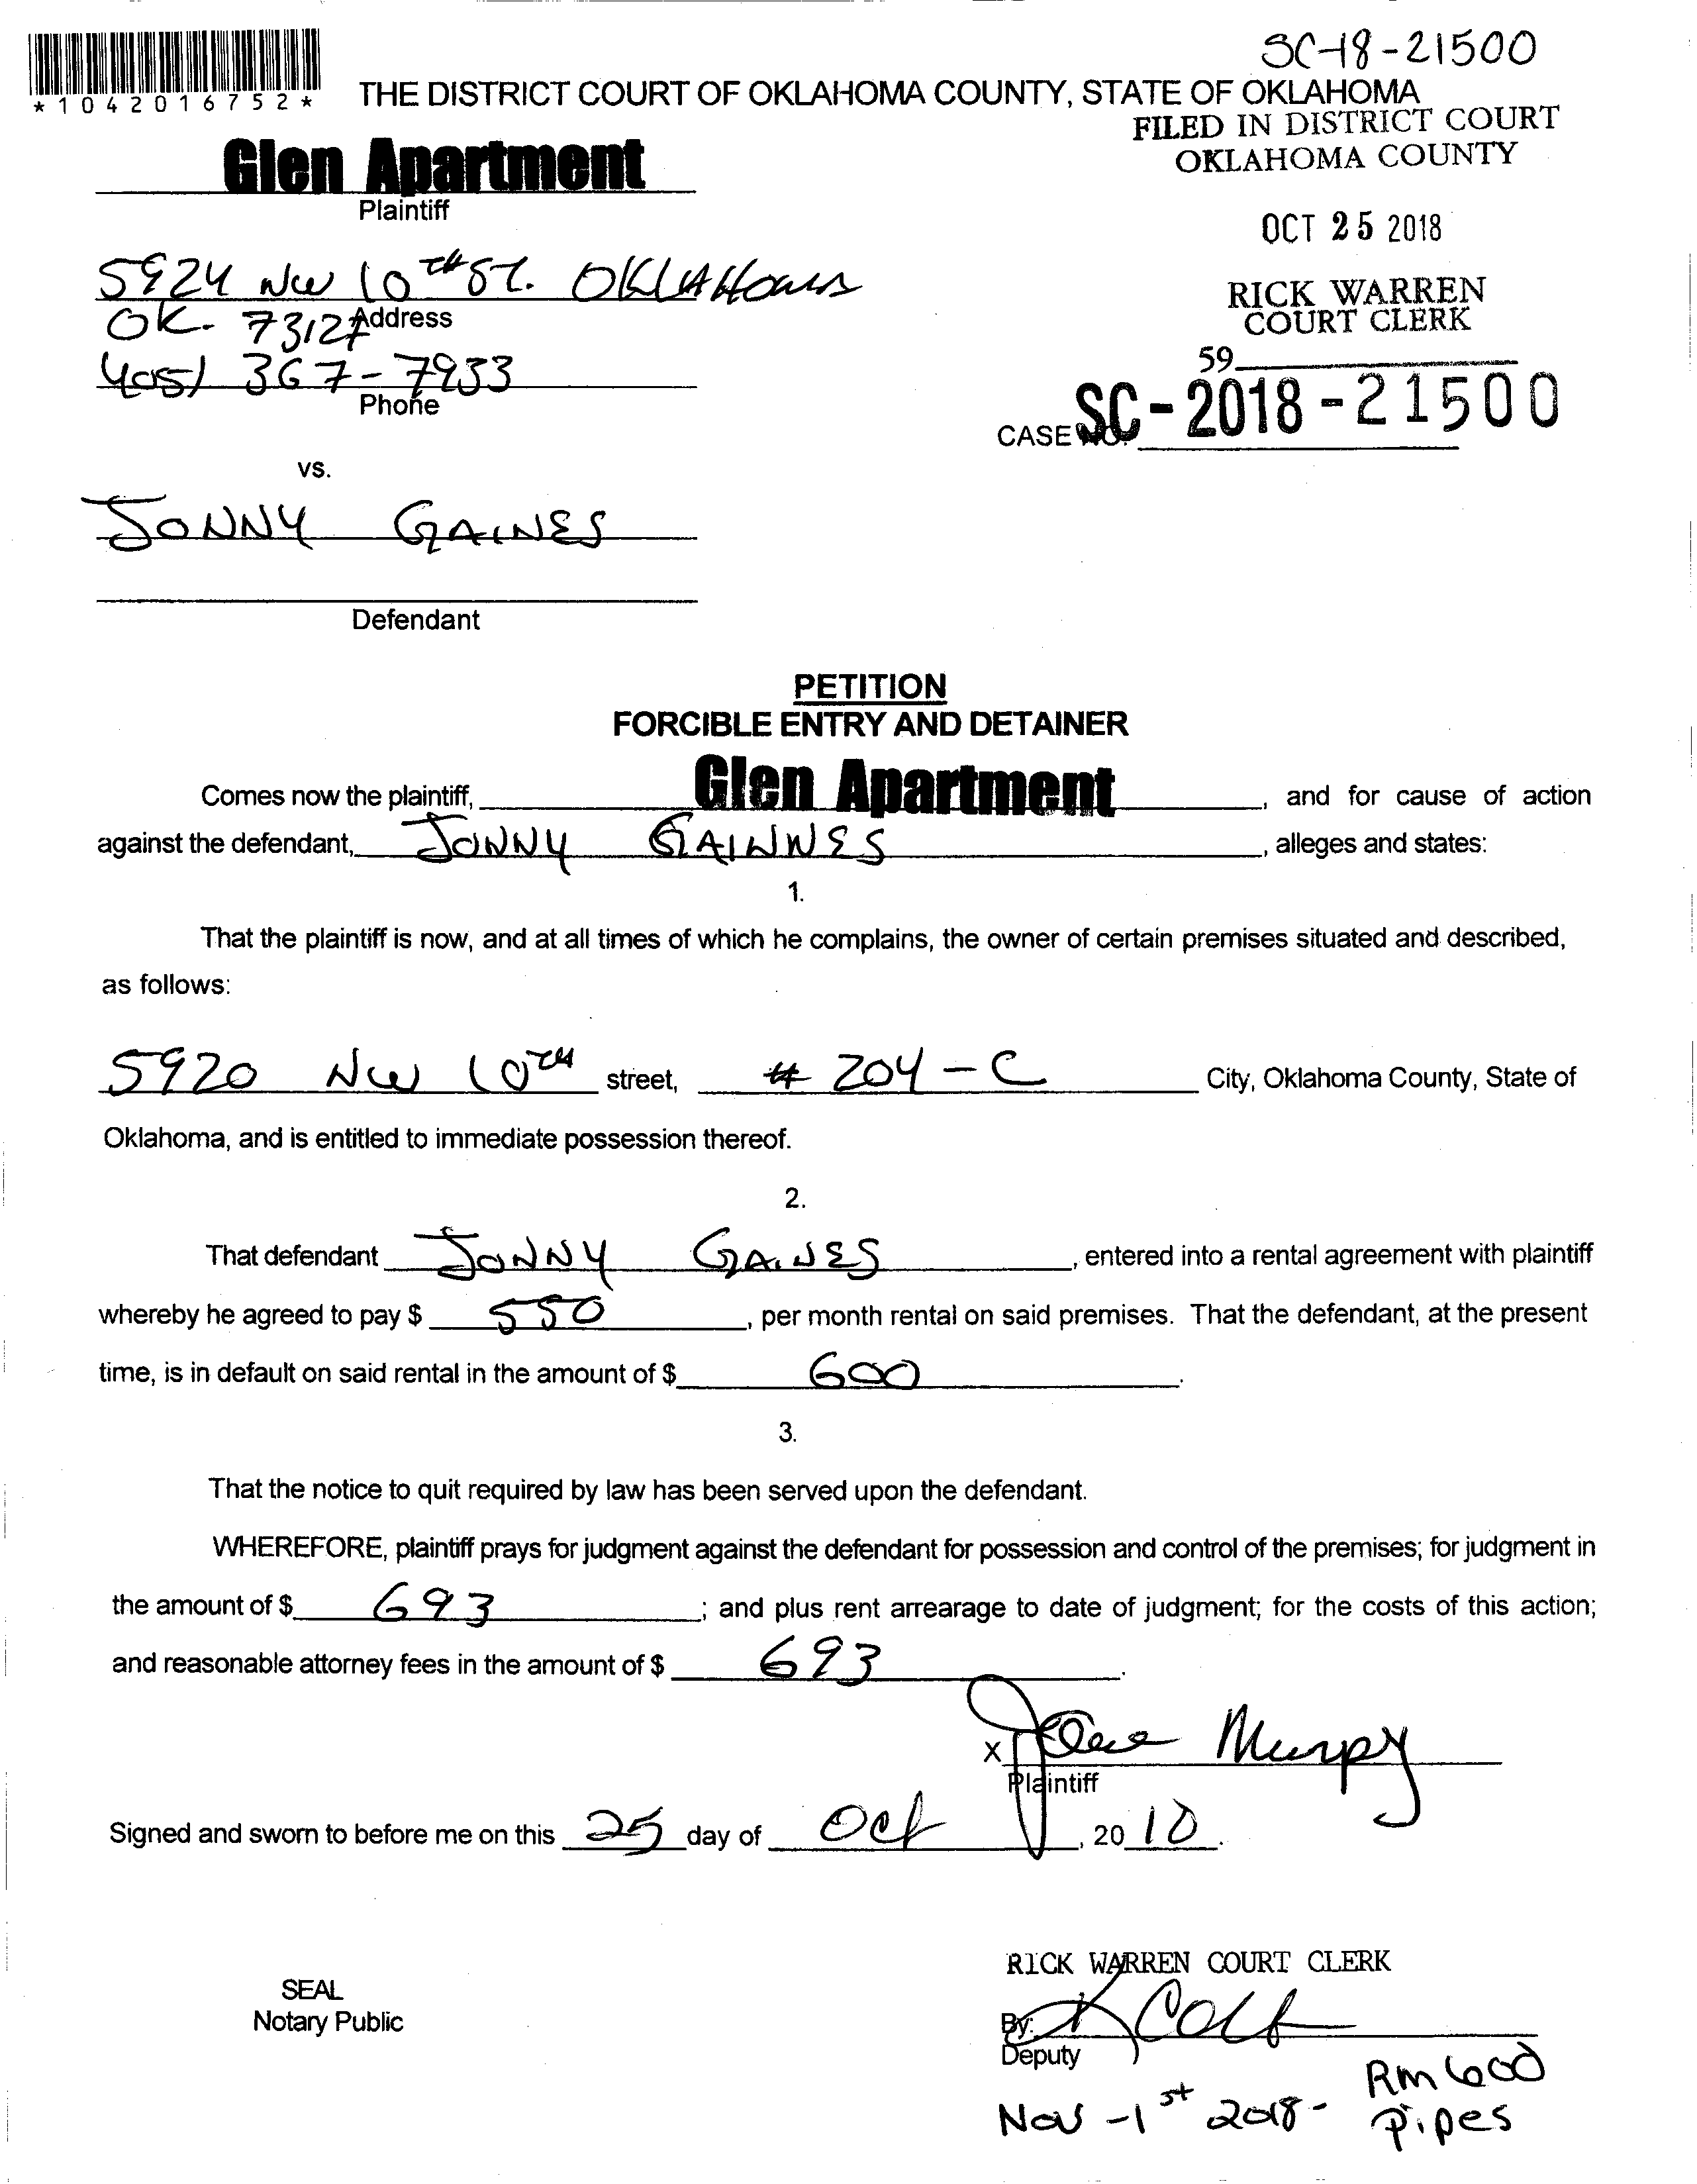 SC-18-21500
*1042016752*
THE DISTRICT COURT OF OKLAHOMA COUNTY, STATE OF OKLAHOMA
FILED IN DISTRICT COURT
OKLAHOMA COUNTY
Glen Apartment
Plaintiff
OCT 25 2018
5924 NW 10TH ST. OKLAHOMA
OK. 73127
Address
RICK WARREN
COURT CLERK
405) 367-7933
Phone
59
CASE NO. SC-2018-21500
vs.
JONNY GAINES
Defendant
PETITION
FORCIBLE ENTRY AND DETAINER
Comes now the plaintiff, Glen Apartment, and for cause of action
against the defendant, JONNY GAINNES, alleges and states:
1.
That the plaintiff is now, and at all times of which he complains, the owner of certain premises situated and described,
as follows:
5920 NW 10TH street, # 204-C City, Oklahoma County, State of
Oklahoma, and is entitled to immediate possession thereof.
2.
That defendant JONNY GAINES, entered into a rental agreement with plaintiff
whereby he agreed to pay $ 550, per month rental on said premises. That the defendant, at the present
time, is in default on said rental in the amount of $ 600.
3.
That the notice to quit required by law has been served upon the defendant.
WHEREFORE, plaintiff prays for judgment against the defendant for possession and control of the premises; for judgment in
the amount of $ 693; and plus rent arrearage to date of judgment; for the costs of this action;
and reasonable attorney fees in the amount of $ 693.
X Murpy
Plaintiff
Signed and sworn to before me on this 25 day of Oct, 2018.
RICK WARREN COURT CLERK
SEAL
Notary Public
By:
Deputy
Nov-1st 2018- Rm 600
Pipes